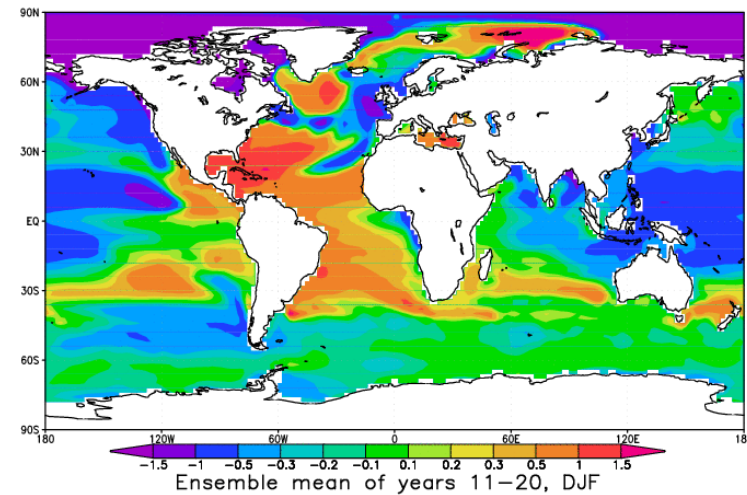 90N
60N
30N
EQ
30S
60S
90S
180 120W 60W 0 60E 120E 18
-1.5 -1 -0.5 -0.3 -0.2 -0.1 0.1 0.2 0.3 0.5 1 1.5
Ensemble mean of years 11-20, DJF